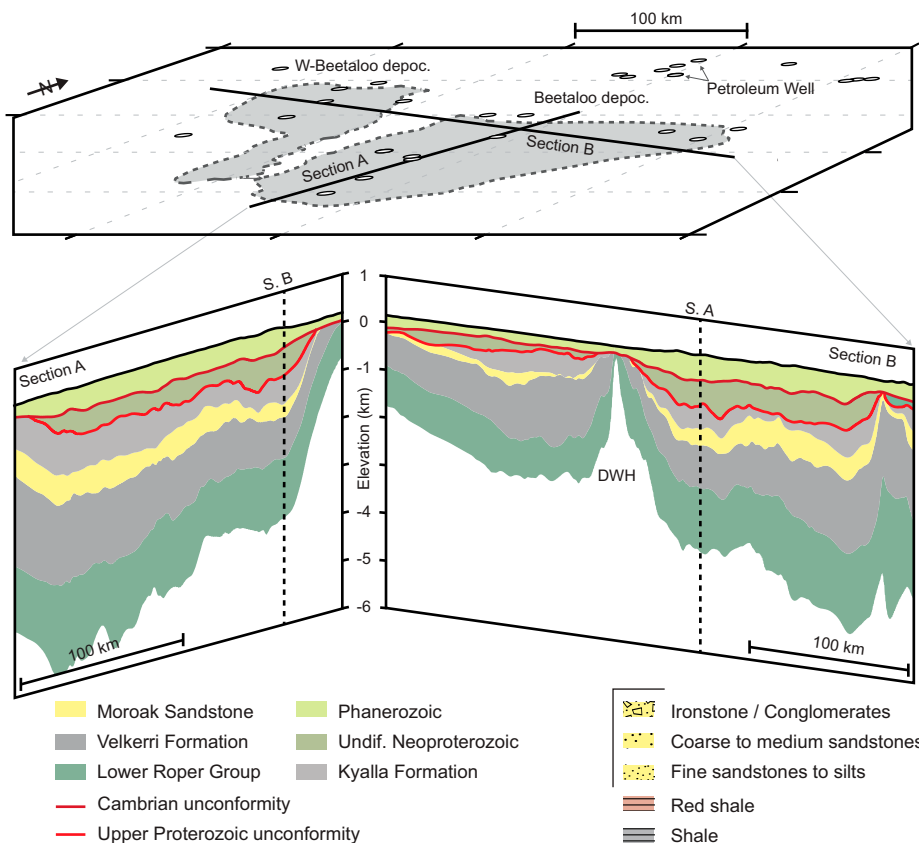 100 km
W-Beetaloo depoc.
N
Petroleum Well
Beetaloo depoc.
Section B
Section A
S. B
1
S. A
0
Section A
Section B
-1
Elevation (km)
DWH
-4
-5
-6
100 km
100 km
Moroak Sandstone
Phanerozoic
Ironstone / Conglomerates
Velkerri Formation
Undif. Neoproterozoic
Coarse to medium sandstones
Lower Roper Group
Kyalla Formation
Fine sandstones to silts
Cambrian unconformity
Red shale
Upper Proterozoic unconformity
Shale